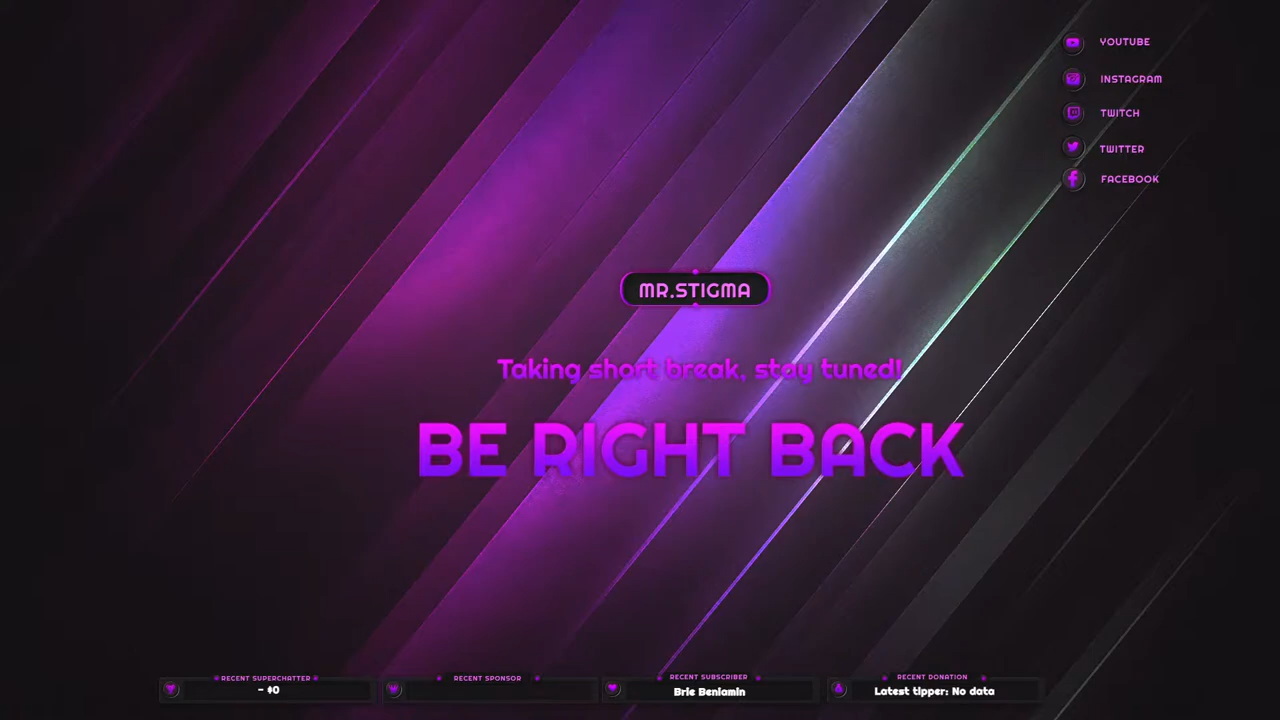 YOUTUBE
INSTAGRAM
TWITCH
TWITTER
FACEBOOK
MR.STIGMA
Taking short break, stay tuned!
BE RIGHT BACK
RECENT SUPERCHATTER
- $0
RECENT SPONSOR
RECENT SUBSCRIBER
Brie Benjamin
RECENT DONATION
Latest tipper: No data